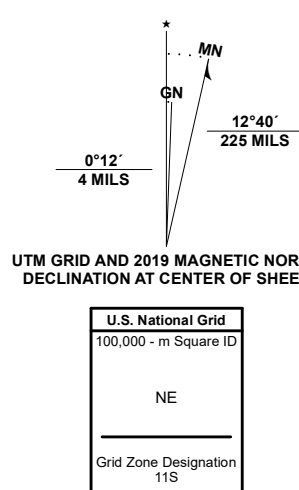 ★
MN
GN
12°40´
225 MILS
0°12´
4 MILS
UTM GRID AND 2019 MAGNETIC NOR
DECLINATION AT CENTER OF SHEE
U.S. National Grid
100,000 - m Square ID
NE
Grid Zone Designation
11S